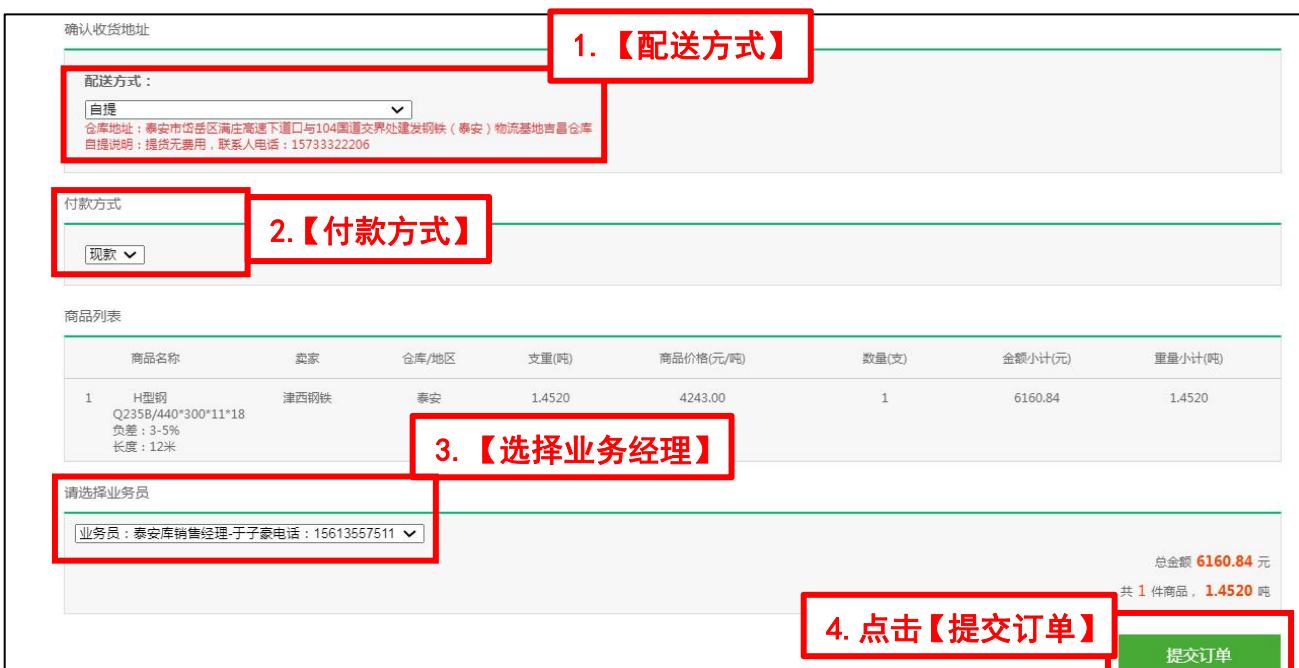 确认收货地址
1.【配送方式】
配送方式：
自提
仓库地址：泰安市岱岳区满庄高速下道口与104国道交界处建发钢铁（泰安）物流基地吉昌仓库
自提说明：提货无费用，联系人电话：15733322206
付款方式
2.【付款方式】
现款
商品列表
商品名称 卖家 仓库/地区 支重(吨) 商品价格(元/吨) 数量(支) 金额小计(元) 重量小计(吨)
1 H型钢 津西钢铁 泰安 1.4520 4243.00 1 6160.84 1.4520
Q235B/440*300*11*18
负差：3-5%
长度：12米
3.【选择业务经理】
请选择业务员
业务员：泰安库销售经理-于子豪电话：15613557511
总金额 6160.84 元
共 1 件商品， 1.4520 吨
4.点击【提交订单】
提交订单